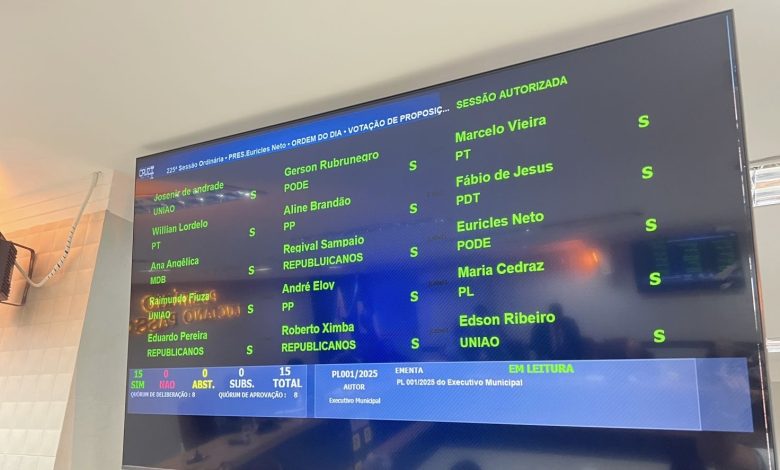 225ª Sessão Ordinária • PRES.Euricles Neto • ORDEM DO DIA • VOTAÇÃO DE PROPOSIÇ...
SESSÃO AUTORIZADA
Josenir de andrade
UNIAO
S
Willian Lordelo
PT
S
Ana Angêlica
MDB
S
Raimundo Fiuza
UNIAO
S
Eduardo Pereira
REPUBLICANOS
S
Gerson Rubrunegro
PODE
S
Aline Brandão
PP
S
Regival Sampaio
REPUBLUICANOS
S
André Eloy
PP
S
Roberto Ximba
REPUBLICANOS
S
Marcelo Vieira
PT
S
Fábio de Jesus
PDT
S
Euricles Neto
PODE
S
Maria Cedraz
PL
S
Edson Ribeiro
UNIAO
S
15 0 0 0 15
SIM NAO ABST. SUBS. TOTAL
QUÓRUM DE DELIBERAÇÃO : 8 QUÓRUM DE APROVAÇÃO : 8
PL001/2025
AUTOR
Executivo Municipal
EMENTA EM LEITURA
PL 001/2025 do Executivo Municipal